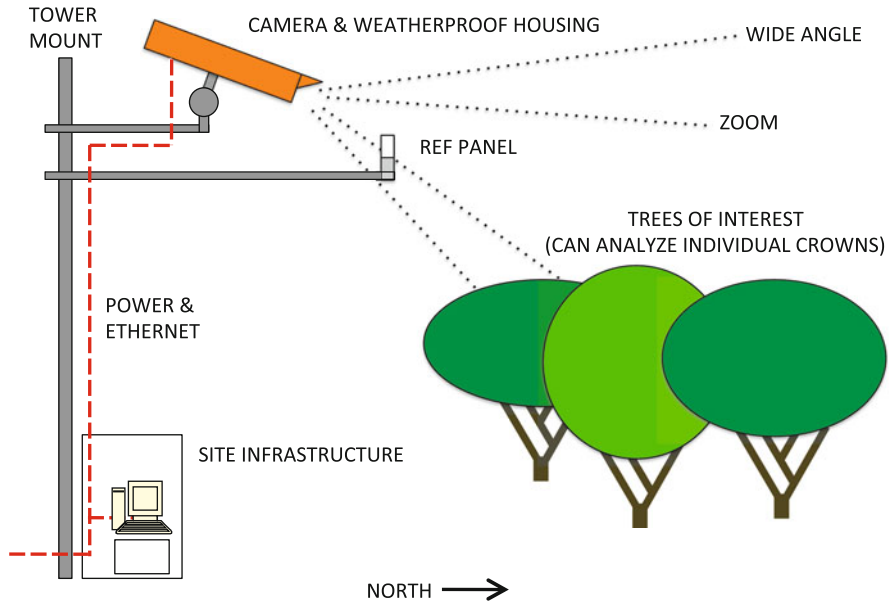 TOWER
MOUNT
CAMERA & WEATHERPROOF HOUSING
WIDE ANGLE
ZOOM
REF PANEL
TREES OF INTEREST
(CAN ANALYZE INDIVIDUAL CROWNS)
POWER &
ETHERNET
SITE INFRASTRUCTURE
NORTH